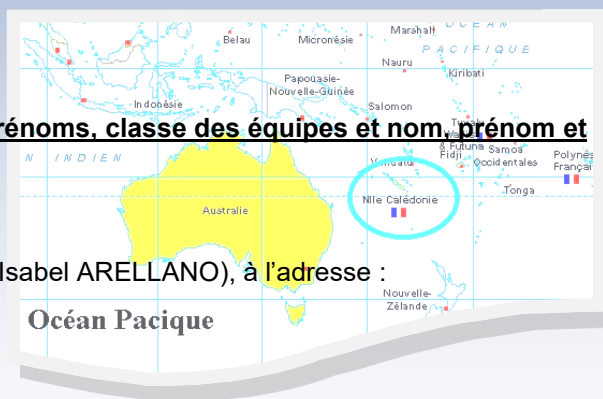 OCEAN
Marshall
Belau Micronésie
PACIFIQUE
Nauru
Kiribati
Papouasie-
Nouvelle-Guinée
Indonésie
Salomon
rénoms, classe des équipes et nom, prénom et
N INDIEN
& Futuna
Samoa
Fidji
Occidentales
Polynés
Françai
Tonga
Nlle Calédonie
Australie
Isabel ARELLANO), à l'adresse :
Nouvelle-
Zélande
Océan Pacique